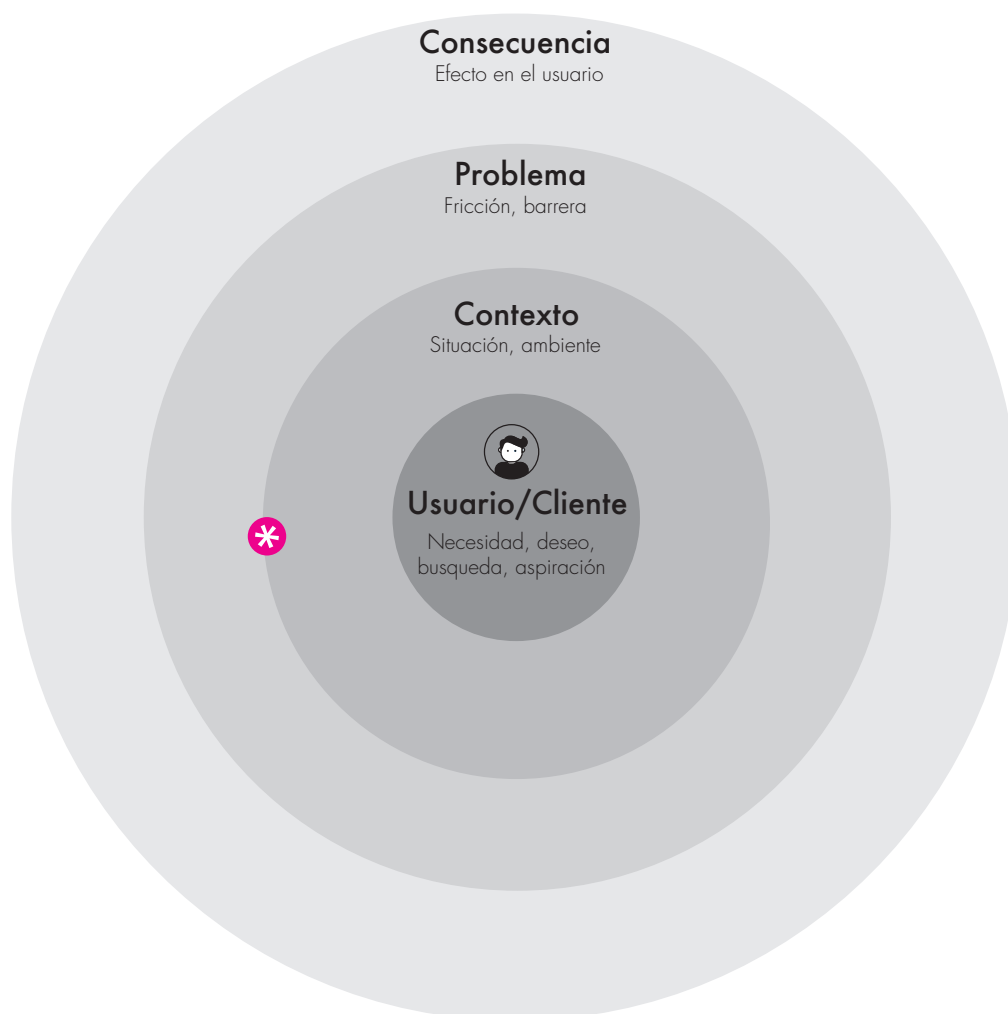 Consecuencia
Efecto en el usuario
Problema
Fricción, barrera
Contexto
Situación, ambiente
Usuario/Cliente
Necesidad, deseo,
busqueda, aspiración